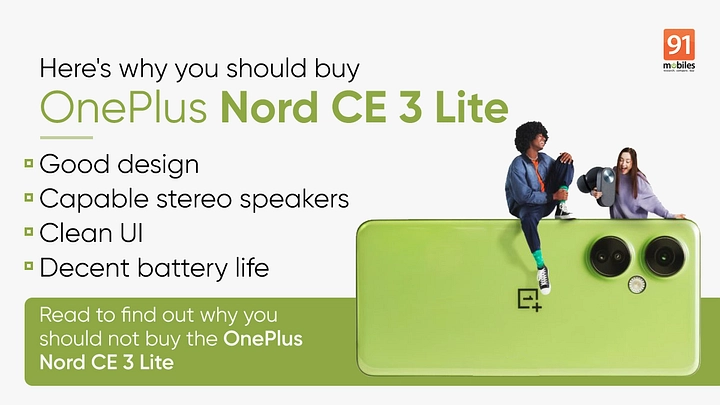 91
mobiles
Here's why you should buy
OnePlus Nord CE 3 Lite
Good design
Capable stereo speakers
Clean UI
Decent battery life
Read to find out why you
should not buy the OnePlus
Nord CE 3 Lite